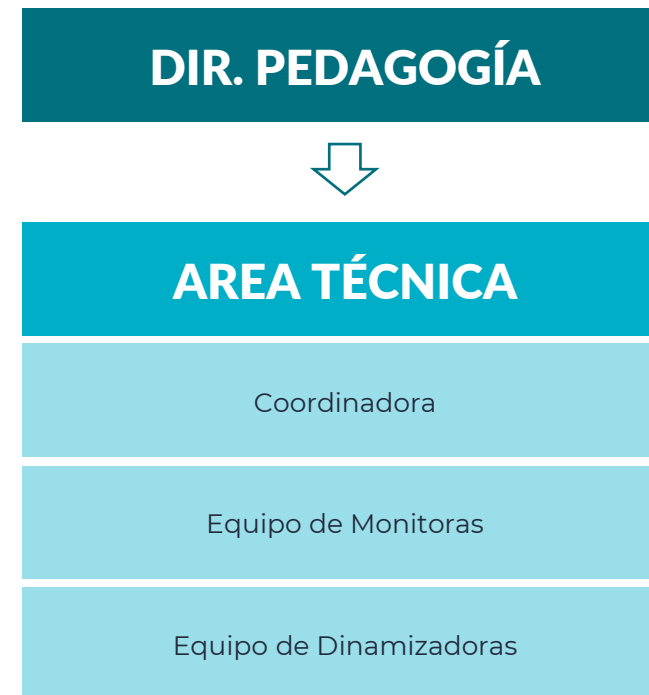 DIR. PEDAGOGÍA
AREA TÉCNICA
Coordinadora
Equipo de Monitoras
Equipo de Dinamizadoras